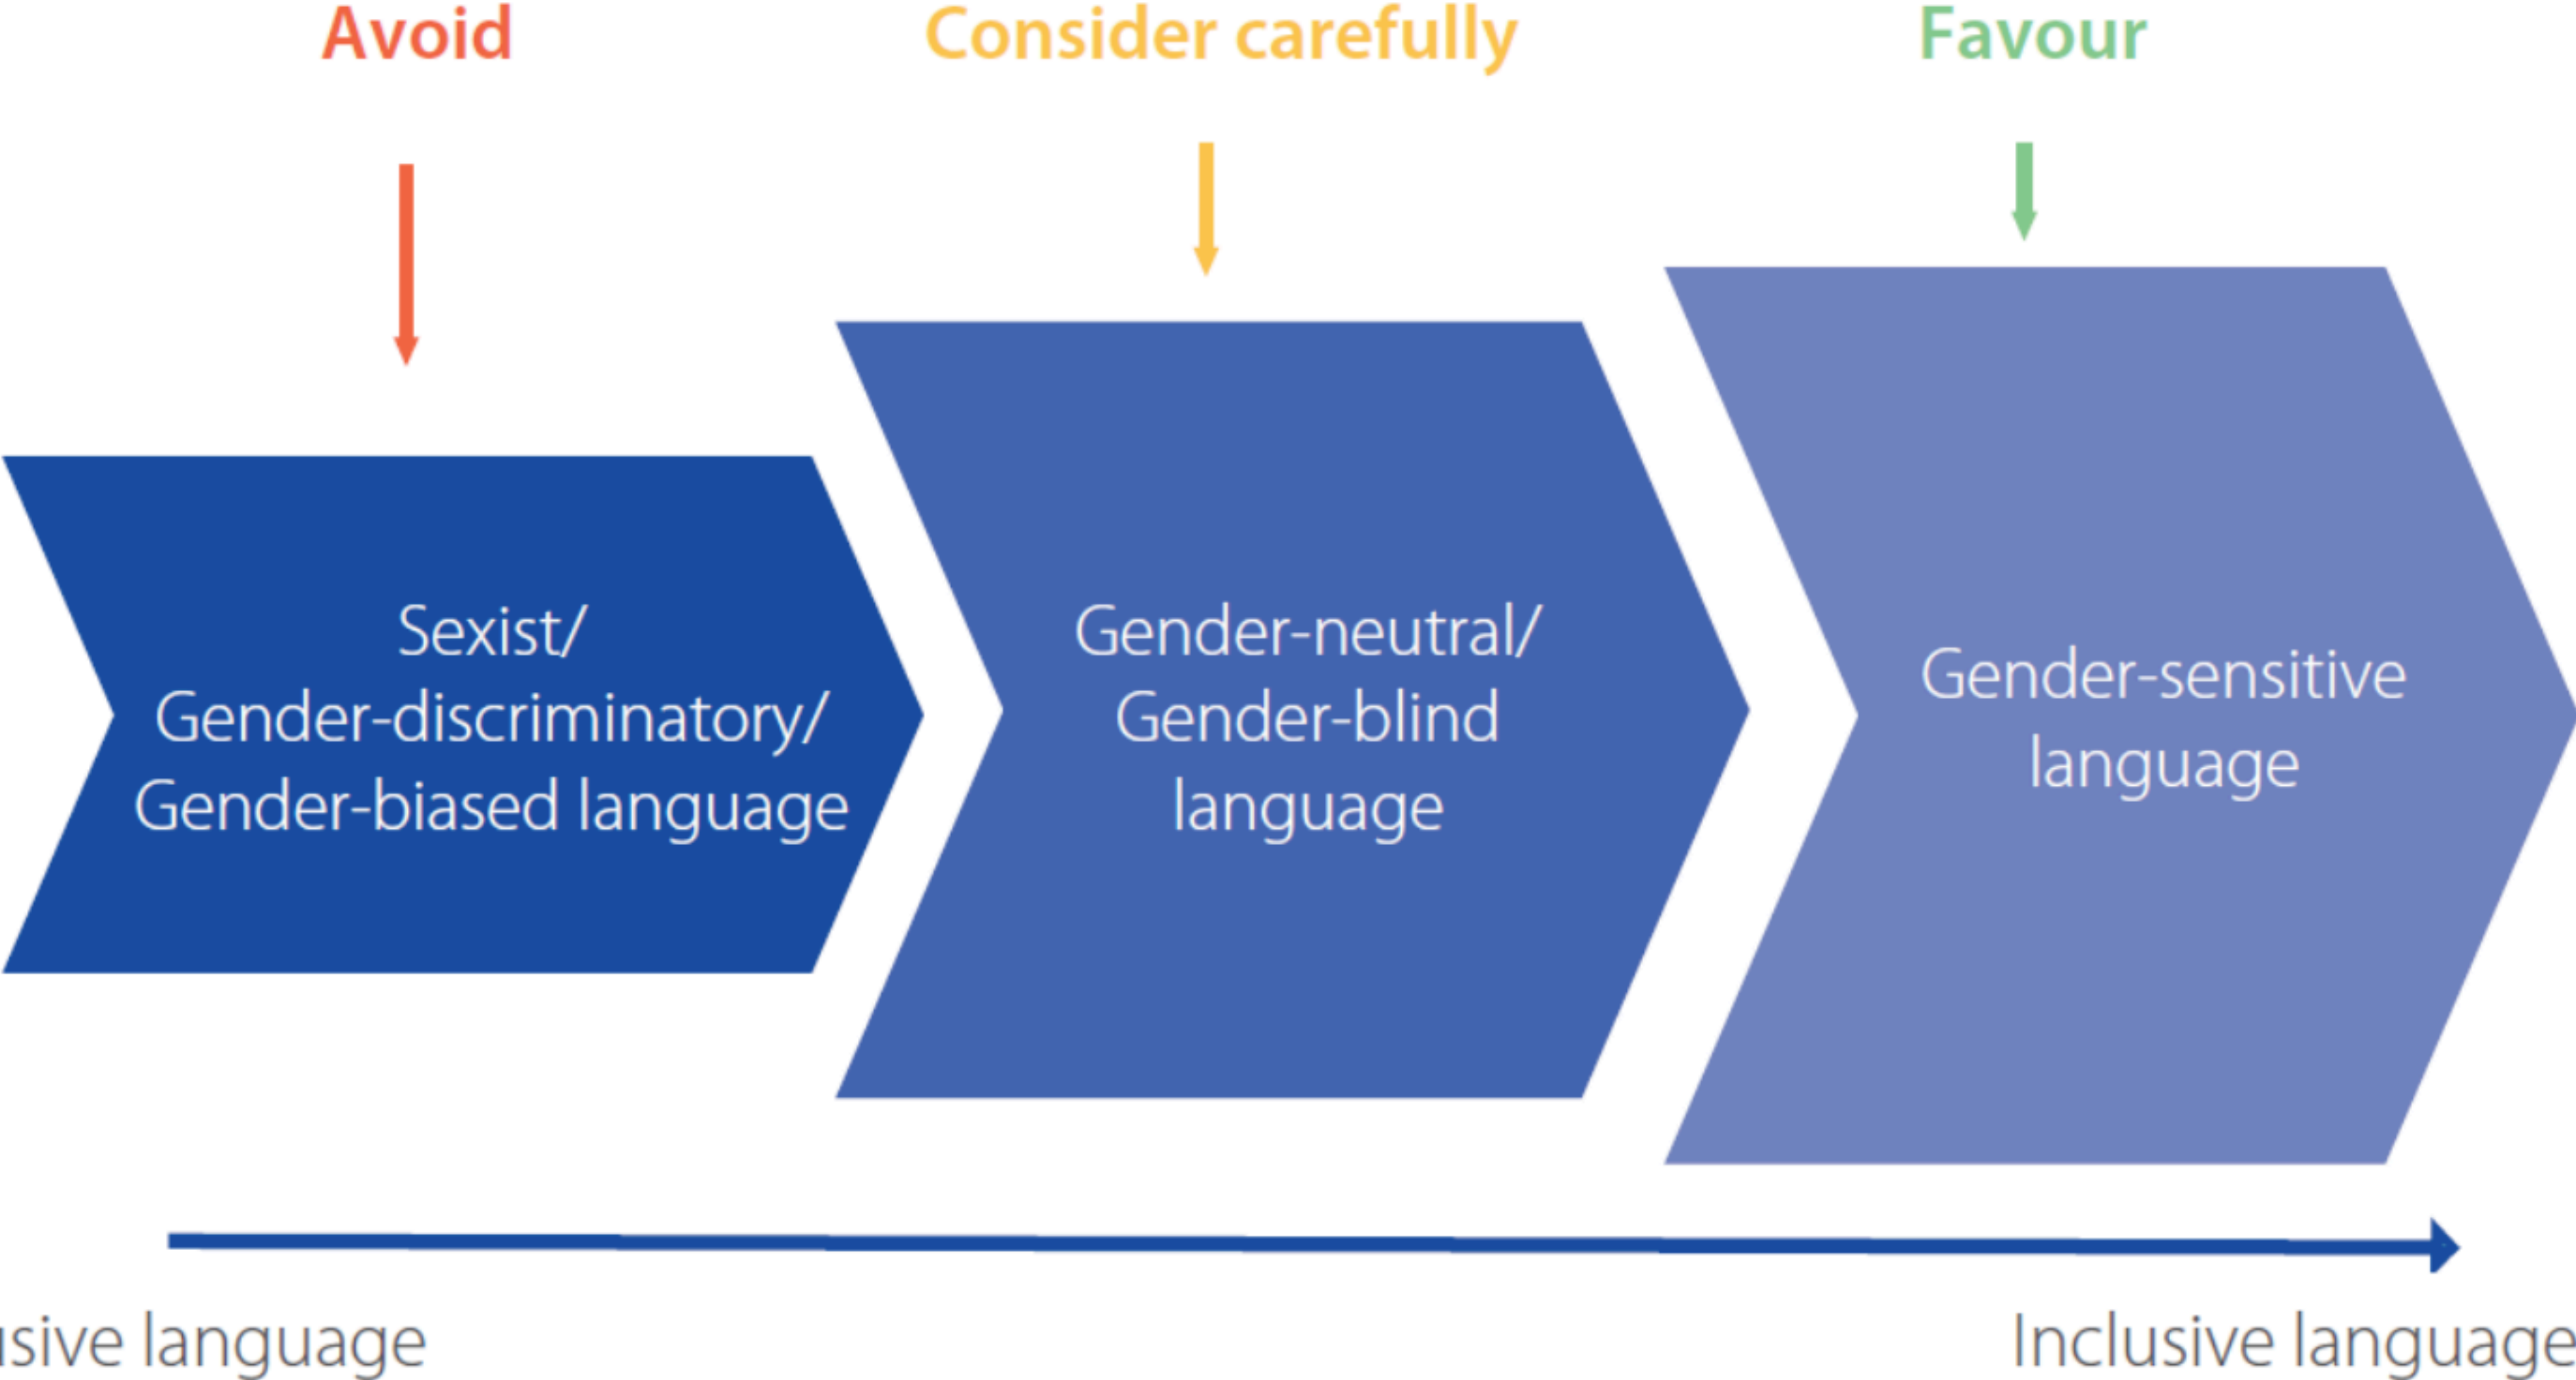 Avoid
Consider carefully
Favour
Sexist/
Gender-discriminatory/
Gender-biased language
Gender-neutral/
Gender-blind
language
Gender-sensitive
language
language
Inclusive language